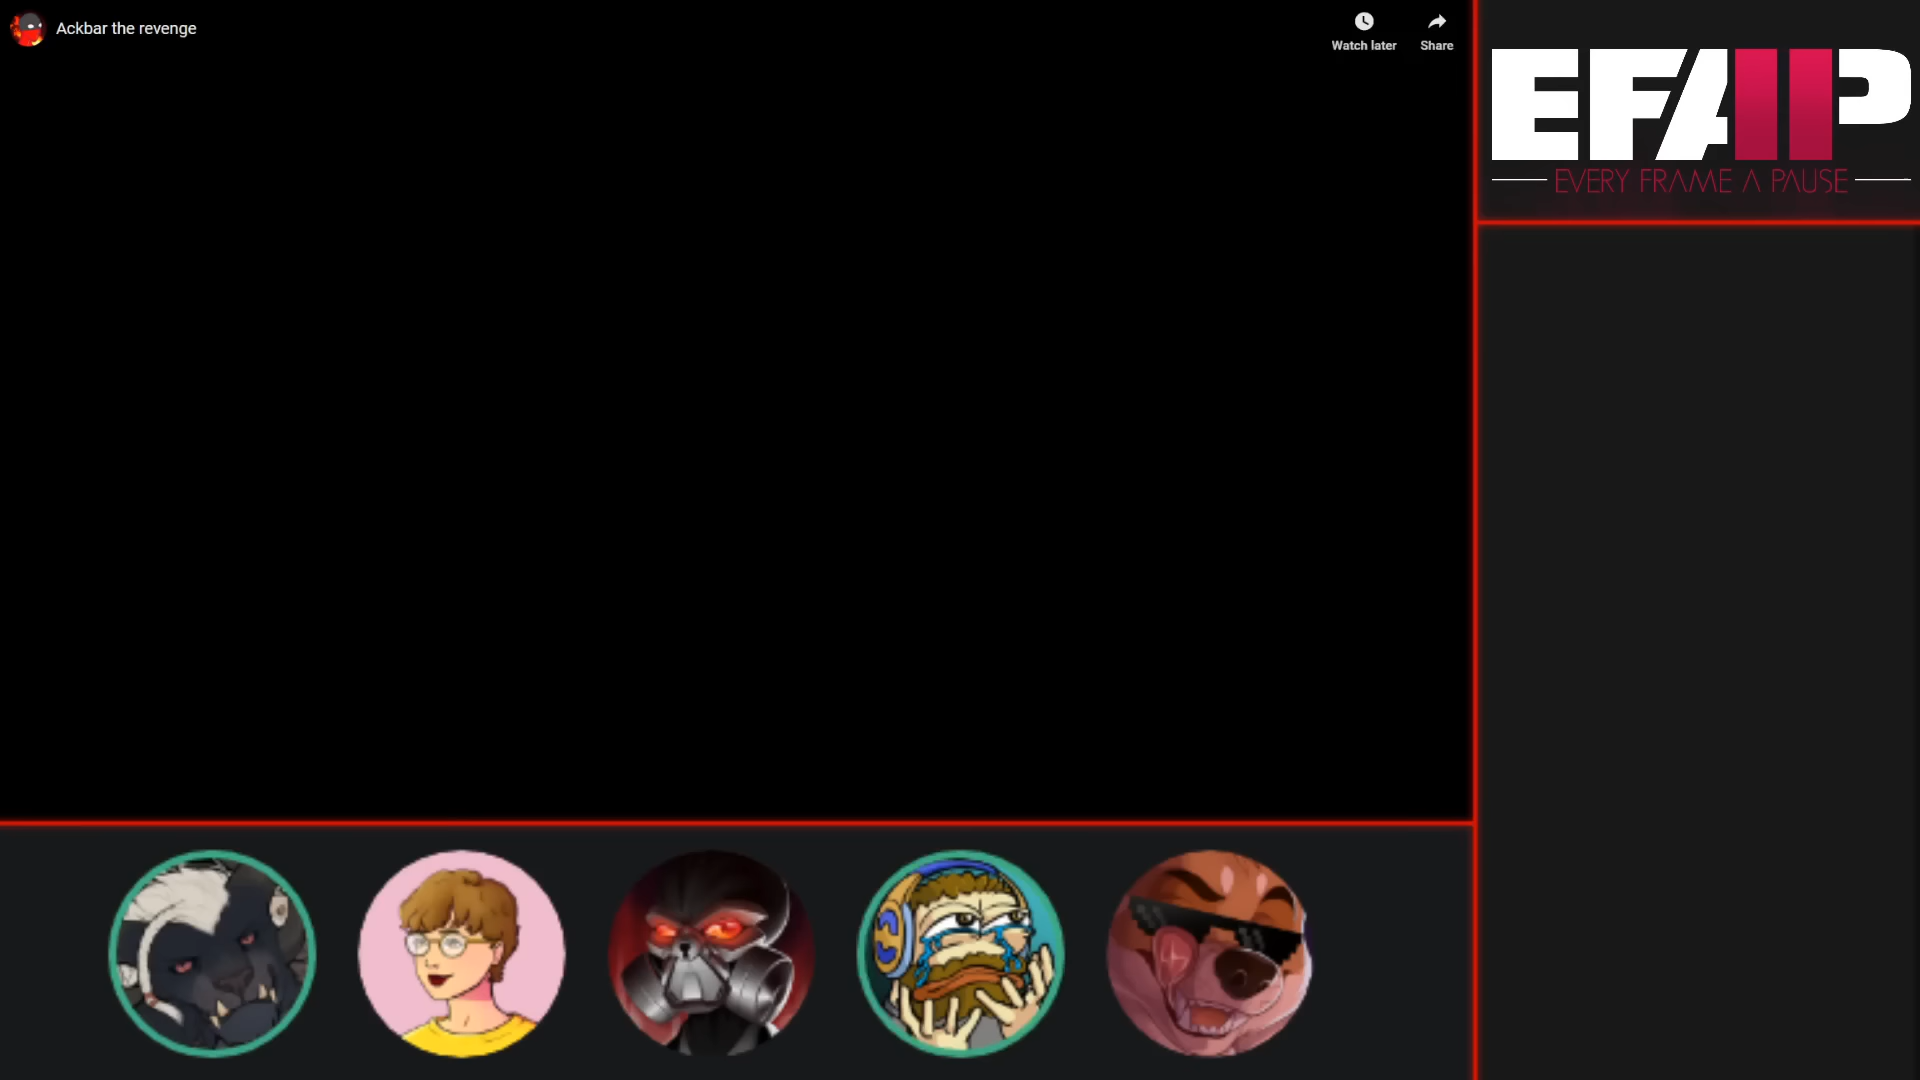 Ackbar the revenge
Watch later
Share
EFAP
EVERY FRAME A PAUSE